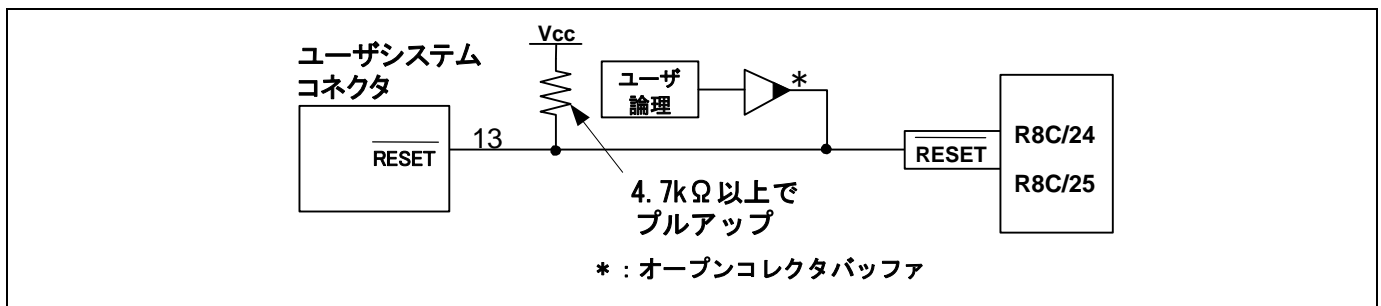 Vcc
ユーザシステム
コネクタ
ユーザ
論理
*
RESET
13
RESET
R8C/24
R8C/25
4.7kΩ以上で
プルアップ
* : オープンコレクタバッファ